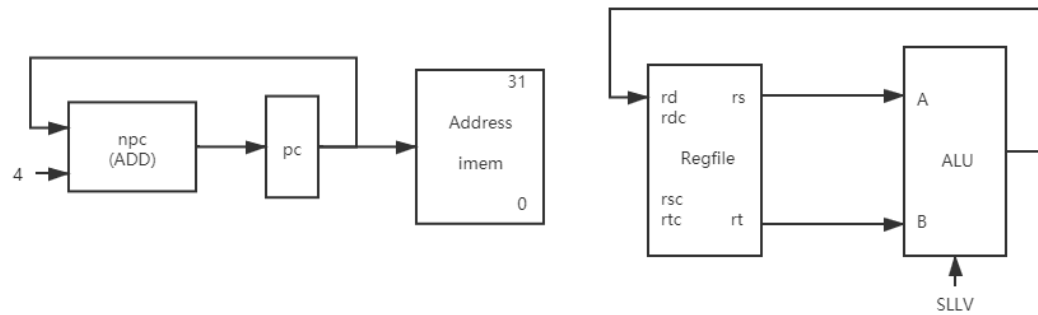 npc
(ADD)
4
pc
31
Address
imem
0
rd
rs
rdc
Regfile
rsc
rtc
rt
A
ALU
B
SLLV